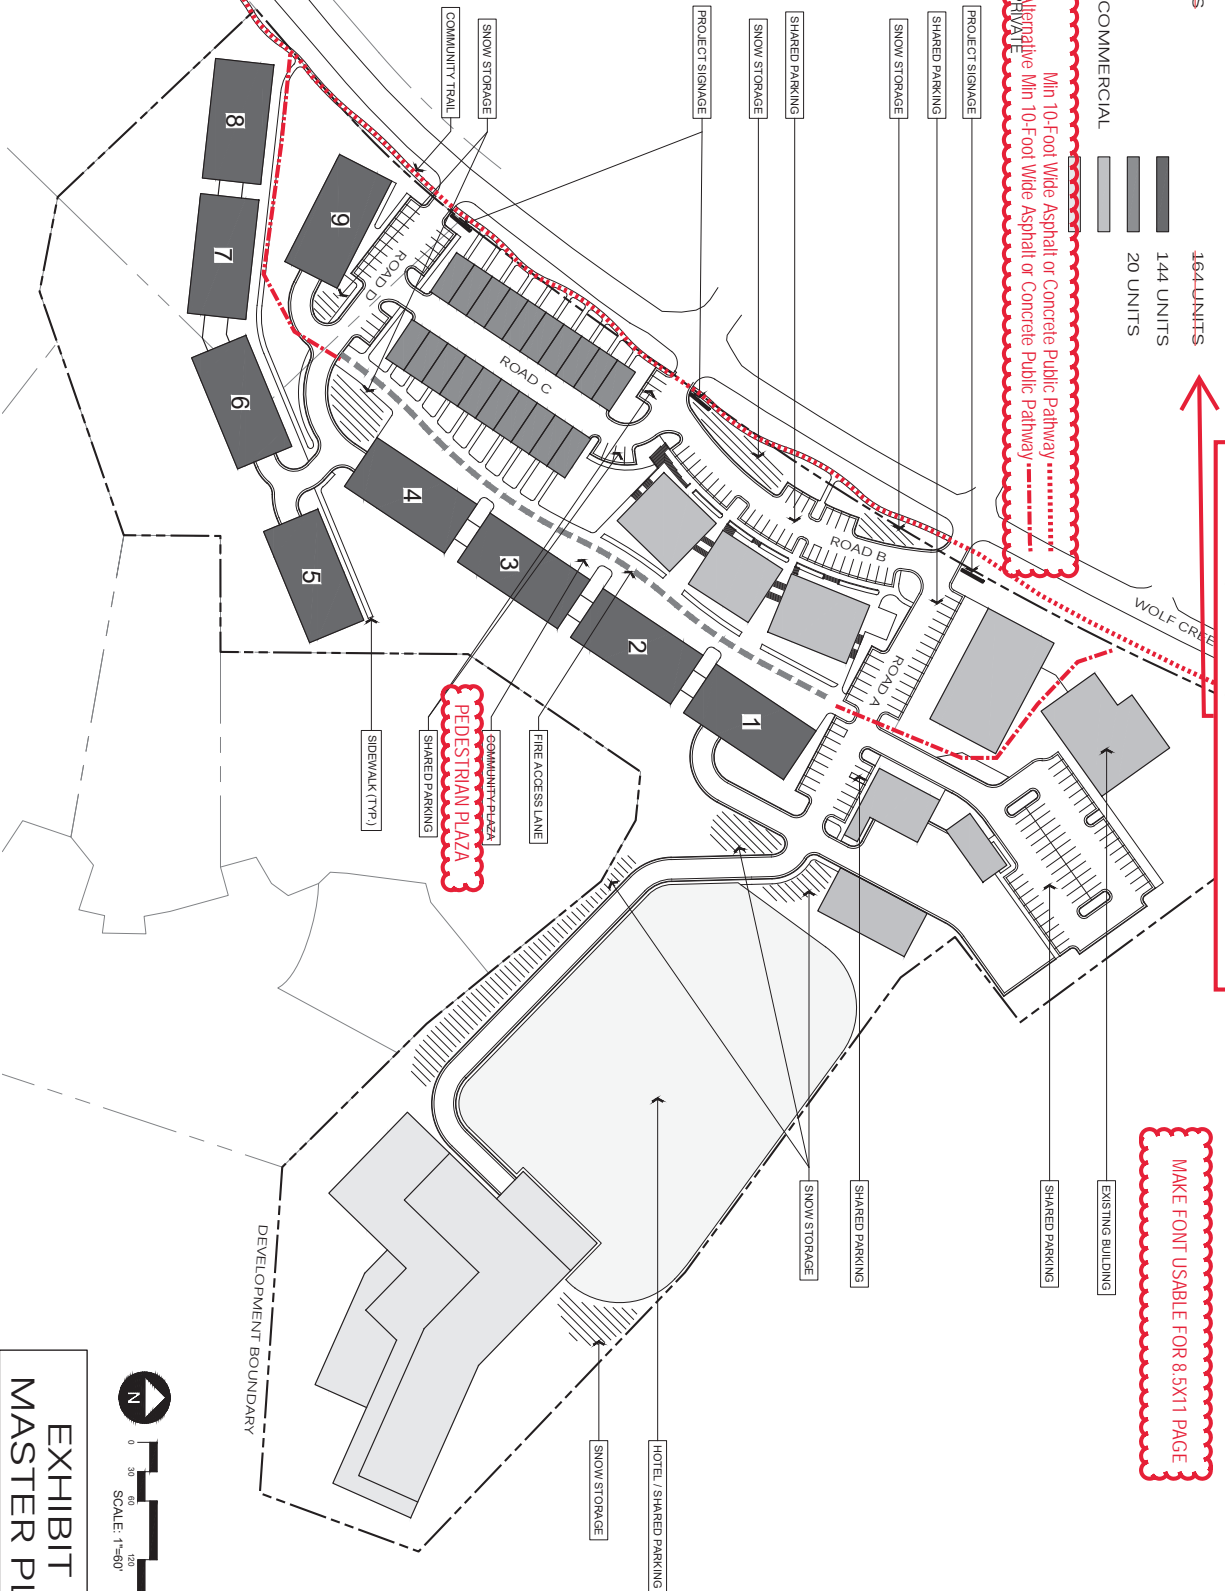 164 UNITS
144 UNITS
20 UNITS
COMMERCIAL
PRIVATE
Min 10-Foot Wide Asphalt or Concrete Public Pathway
Alternative Min 10-Foot Wide Asphalt or Concrete Public Pathway
PROJECT SIGNAGE
SHARED PARKING
SNOW STORAGE
SHARED PARKING
SNOW STORAGE
PROJECT SIGNAGE
SNOW STORAGE
COMMUNITY TRAIL
WOLF CREE
ROAD A
ROAD B
ROAD C
ROAD D
1
2
3
4
5
6
7
8
9
FIRE ACCESS LANE
COMMUNITY PLAZA
PEDESTRIAN PLAZA
SHARED PARKING
SIDEWALK (TYP.)
MAKE FONT USABLE FOR 8.5X11 PAGE
EXISTING BUILDING
SHARED PARKING
SHARED PARKING
SNOW STORAGE
HOTEL / SHARED PARKING
SNOW STORAGE
DEVELOPMENT BOUNDARY
N
0 30 60 120
SCALE: 1"=60'
EXHIBIT
MASTER PL